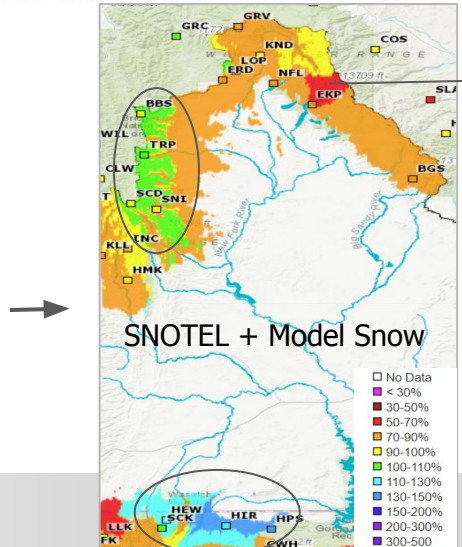 GRV
GRC
COS
KND
R A N G E
LOP
ERD
NFL
13709 ft
SLA
EKP
BBS
WIL
TRP
CLW
BGS
SCD
SNI
New Fork River
Big Sandy River
INC
KLL
HMK
SNOTEL + Model Snow
No Data
< 30%
30-50%
50-70%
70-90%
90-100%
100-110%
110-130%
130-150%
150-200%
200-300%
300-500
Wasatch
HEW
SCK
HIR
HPS
LLK
FK
CWH